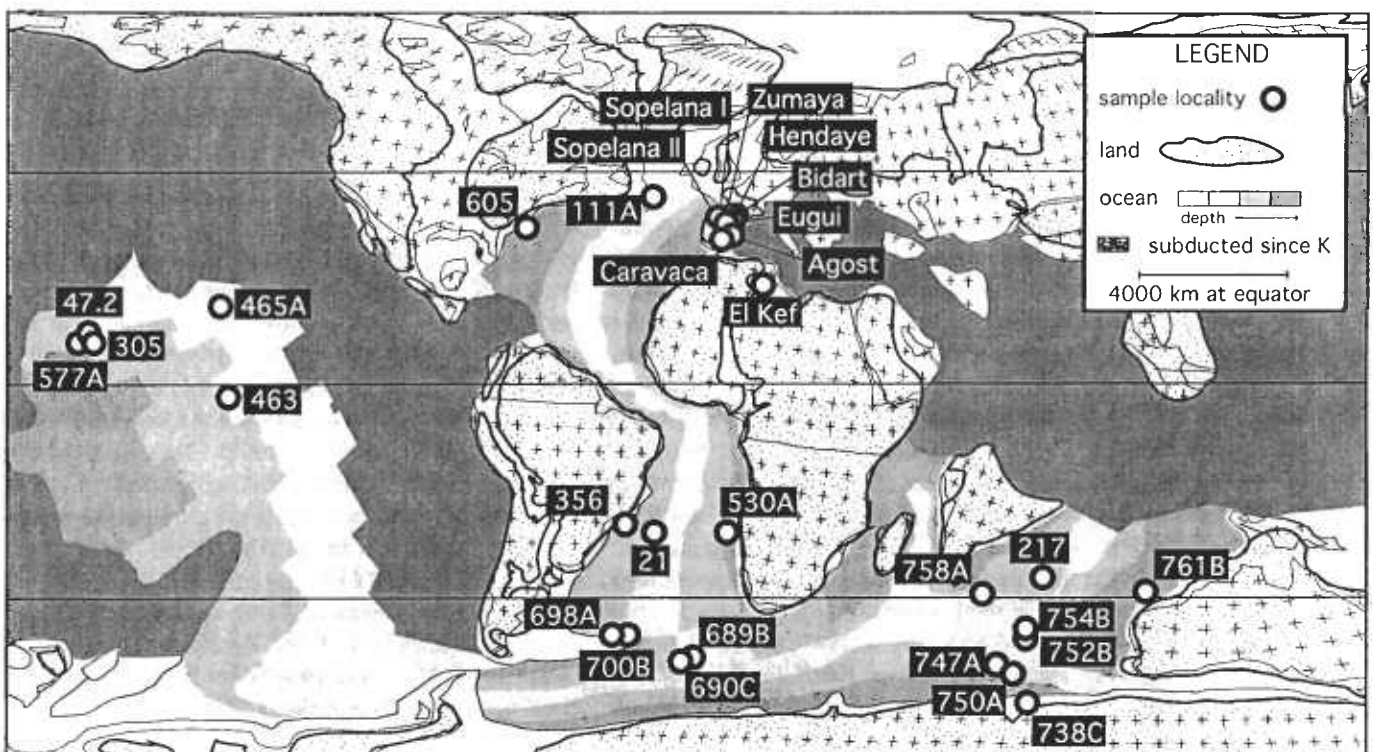 LEGEND
sample locality
land
ocean
depth
subducted since K
4000 km at equator
Sopelana I
Zumaya
Hendaye
Sopelana II
Bidart
605
111A
Eugui
Agost
Caravaca
El Kef
47.2
465A
305
577A
463
356
530A
21
217
758A
761B
698A
689B
754B
700B
690C
747A
752B
750A
738C